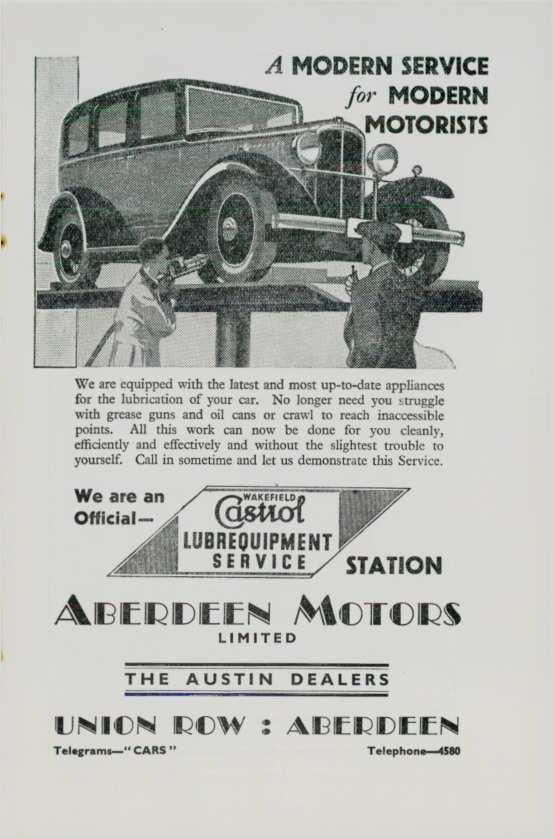 A MODERN SERVICE
for MODERN
MOTORISTS
We are equipped with the latest and most up-to-date appliances
for the lubrication of your car. No longer need you struggle
with grease guns and oil cans or crawl to reach inaccessible
points. All this work can now be done for you cleanly,
efficiently and effectively and without the slightest trouble to
yourself. Call in sometime and let us demonstrate this Service.
We are an
Official—
WAKEFIELD
Castrol
LUBREQUIPMENT
SERVICE
STATION
ABERDEEN MOTORS
LIMITED
THE AUSTIN DEALERS
UNION ROW : ABERDEEN
Telegrams—"CARS"
Telephone—4580